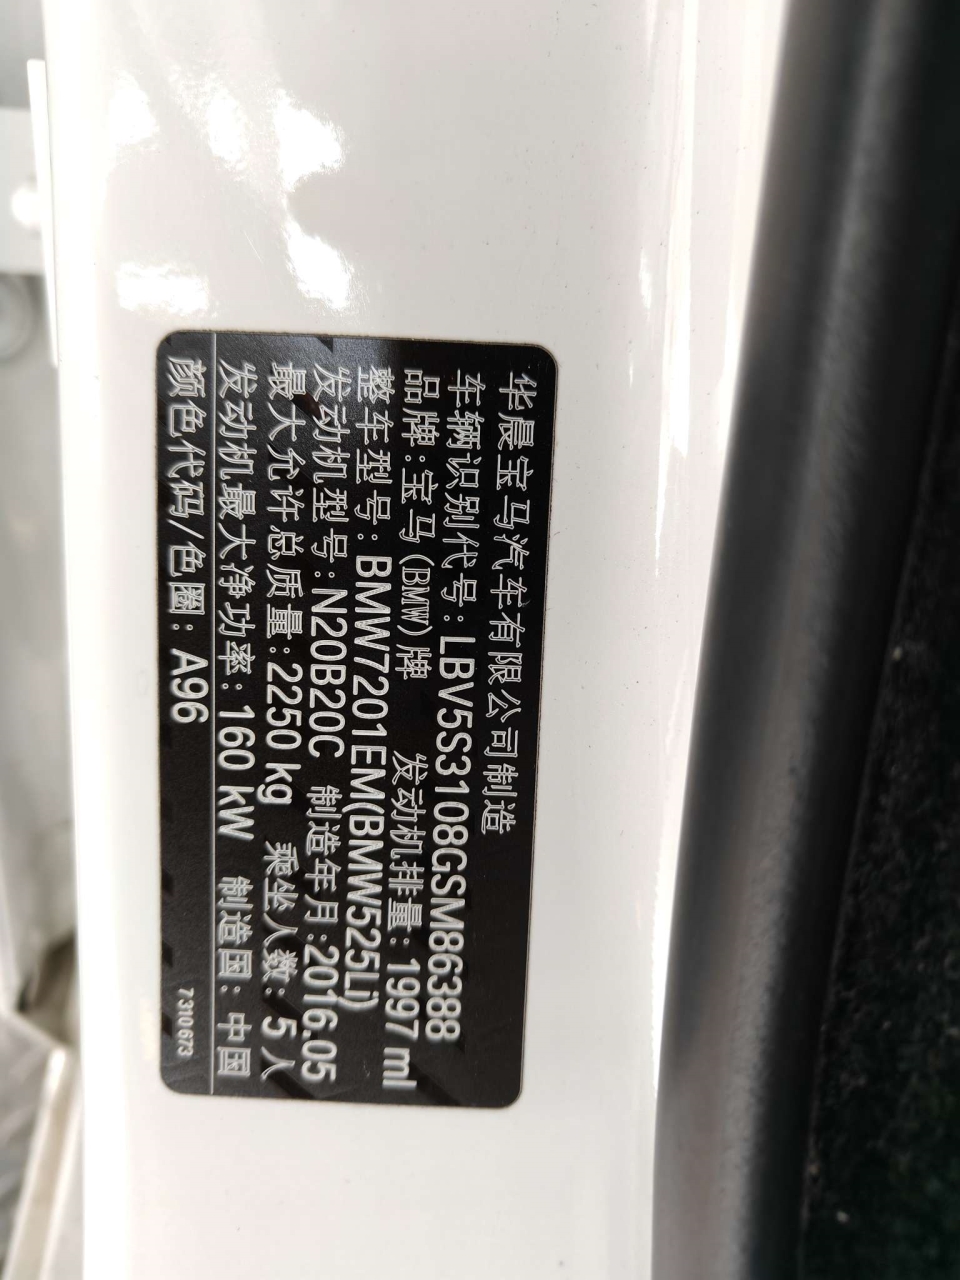 华晨宝马汽车有限公司制造
车辆识别代号:LBV5S3108GSM86388
品牌:宝马(BMW)牌 发动机排量:1997 ml
整车型号:BMW7201EM(BMW525Li)
发动机型号:N20B20C 制造年月:2016.05
最大允许总质量:2250 kg 乘坐人数:5人
发动机最大净功率:160 kW 制造国:中国
颜色代码/色圈:A96
7310673